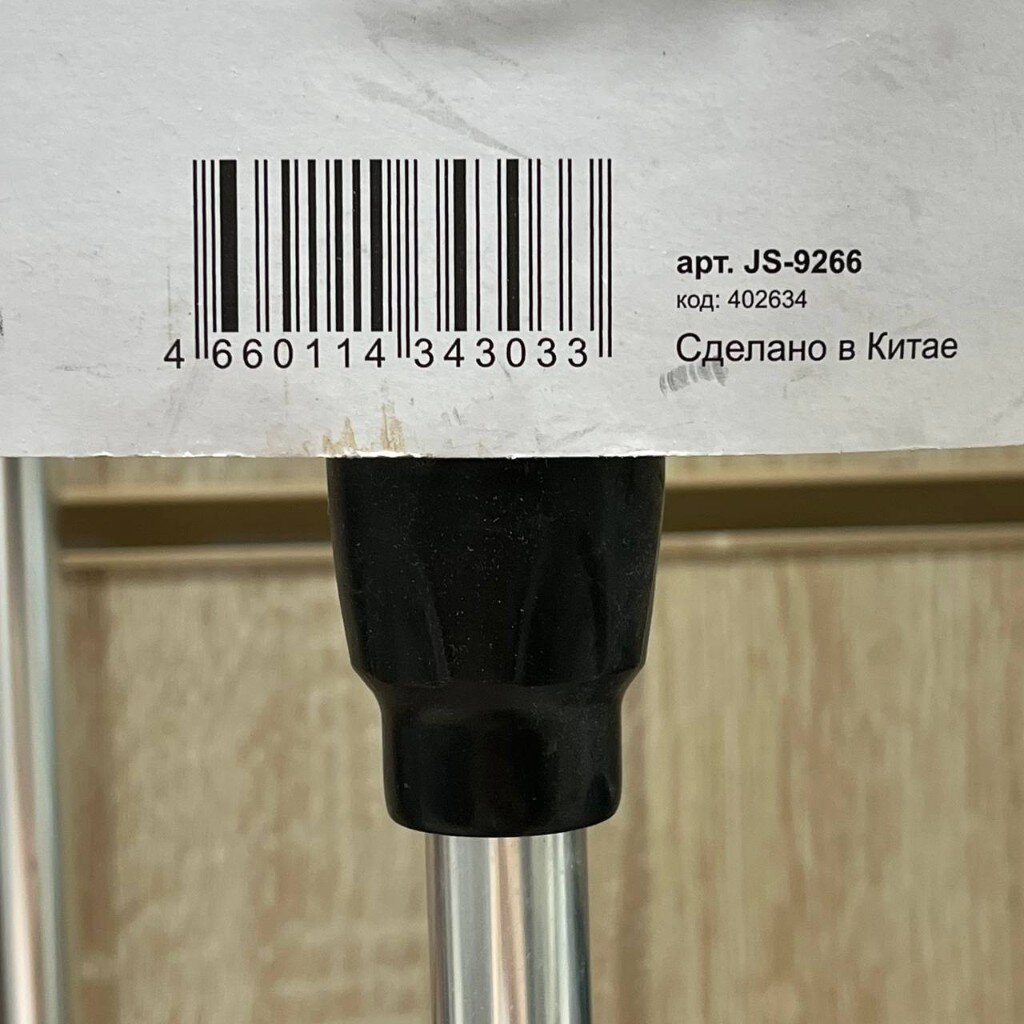 4 660114 343033
арт. JS-9266
код: 402634
Сделано в Китае